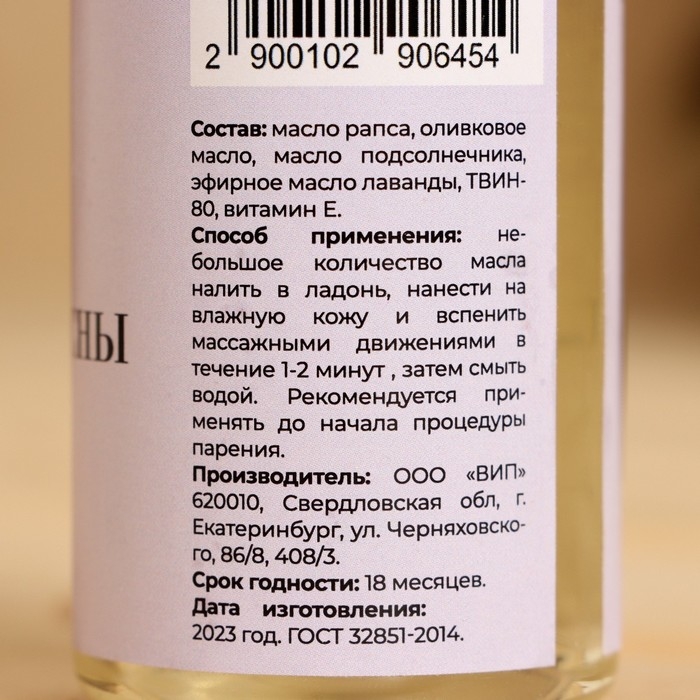 2 900102 906454
Состав: масло рапса, оливковое
масло, масло подсолнечника,
эфирное масло лаванды, ТВИН-
80, витамин Е.
Способ применения: не-
большое количество масла
налить в ладонь, нанести на
влажную кожу и вспенить
массажными движениями в
течение 1-2 минут , затем смыть
водой. Рекомендуется при-
менять до начала процедуры
парения.
Производитель: ООО «ВИП»
620010, Свердловская обл, г.
Екатеринбург, ул. Черняховско-
го, 86/8, 408/3.
Срок годности: 18 месяцев.
Дата изготовления:
2023 год. ГОСТ 32851-2014.